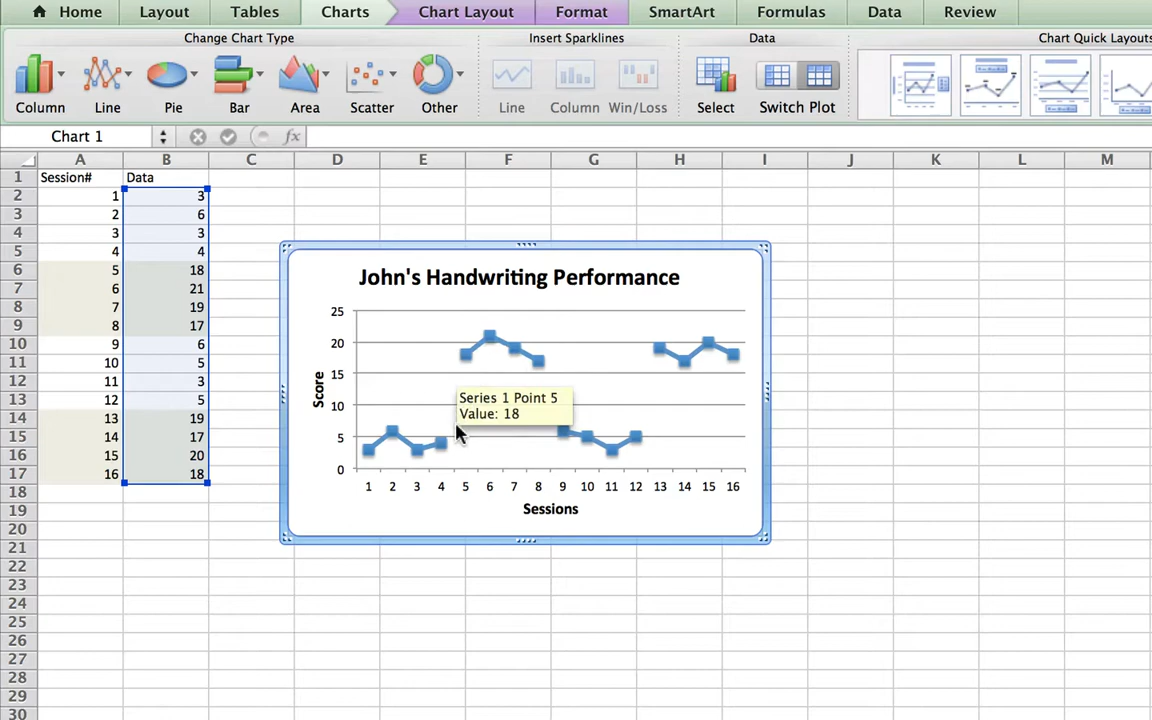 Home Layout Tables Charts Chart Layout Format SmartArt Formulas Data Review
Change Chart Type Insert Sparklines Data Chart Quick Layouts
Column Line Pie Bar Area Scatter Other Line Column Win/Loss Select Switch Plot
Chart 1 fx
A B C D E F G H I J K L M
1 Session# Data
2 1 3
3 2 6
4 3 3
5 4 4
6 5 18
7 6 21
8 7 19
9 8 17
10 9 6
11 10 5
12 11 3
13 12 5
14 13 19
15 14 17
16 15 20
17 16 18
18
19
20
21
22
23
24
25
26
27
28
29
30
John's Handwriting Performance
25
20
15
10
5
0
Score
Series 1 Point 5
Value: 18
1 2 3 4 5 6 7 8 9 10 11 12 13 14 15 16
Sessions